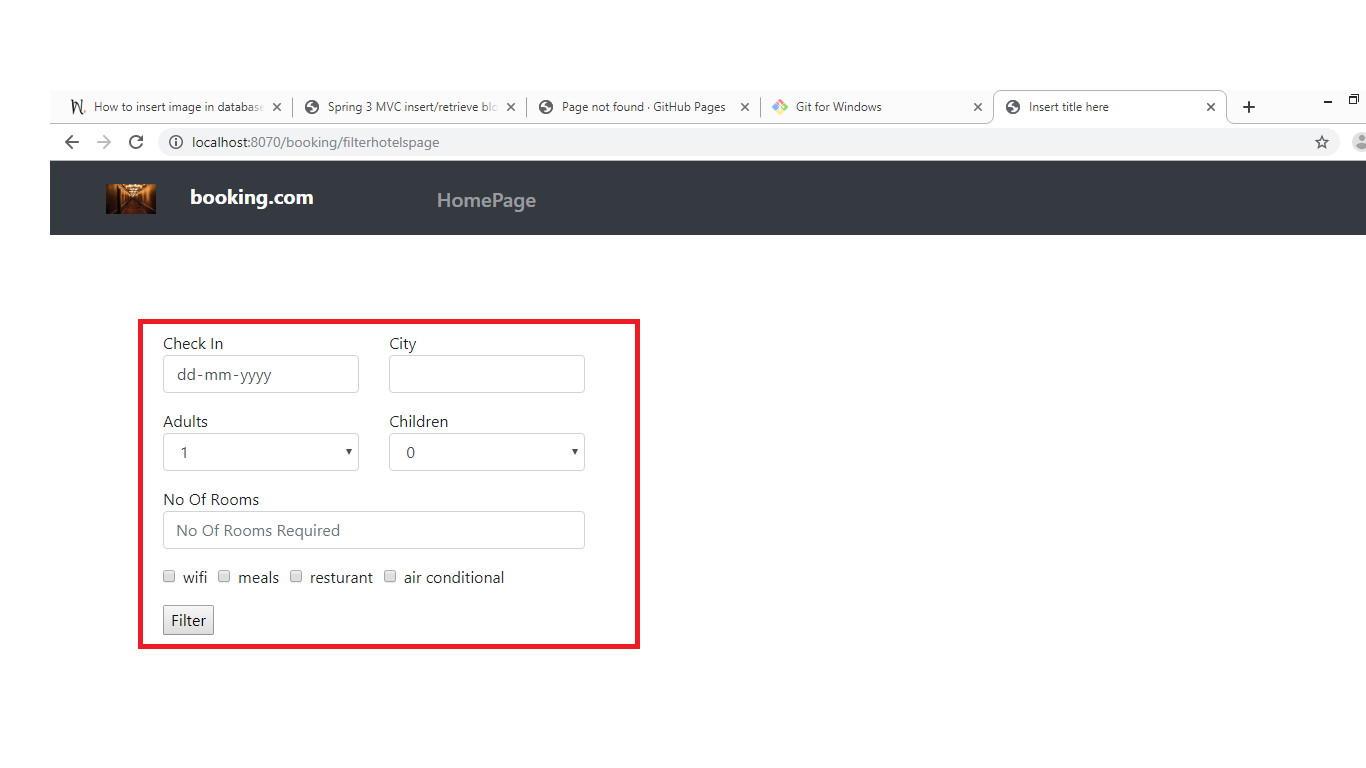 How to insert image in database
Spring 3 MVC insert/retrieve blo
Page not found · GitHub Pages
Git for Windows
Insert title here
localhost:8070/booking/filterhotelspage
booking.com
HomePage
Check In
City
dd-mm-yyyy
Adults
Children
1
0
No Of Rooms
No Of Rooms Required
wifi meals resturant air conditional
Filter